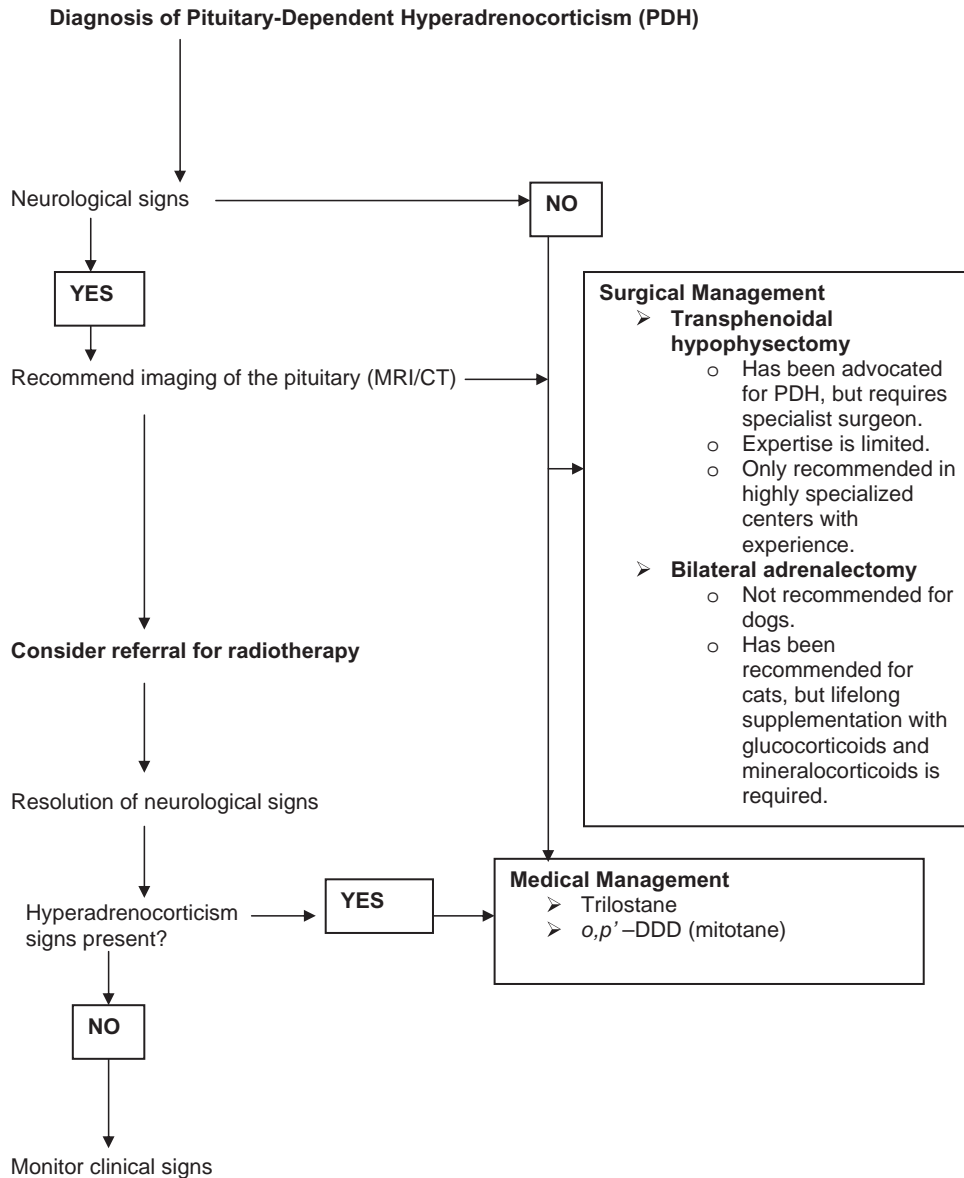 Diagnosis of Pituitary-Dependent Hyperadrenocorticism (PDH)
Neurological signs
NO
YES
Recommend imaging of the pituitary (MRI/CT)
Surgical Management
➢ Transphenoidal
hypophysectomy
o Has been advocated
for PDH, but requires
specialist surgeon.
o Expertise is limited.
o Only recommended in
highly specialized
centers with
experience.
➢ Bilateral adrenalectomy
o Not recommended for
dogs.
o Has been
recommended for
cats, but lifelong
supplementation with
glucocorticoids and
mineralocorticoids is
required.
Consider referral for radiotherapy
Resolution of neurological signs
Hyperadrenocorticism
signs present?
YES
Medical Management
➢ Trilostane
➢ o,p’ –DDD (mitotane)
NO
Monitor clinical signs